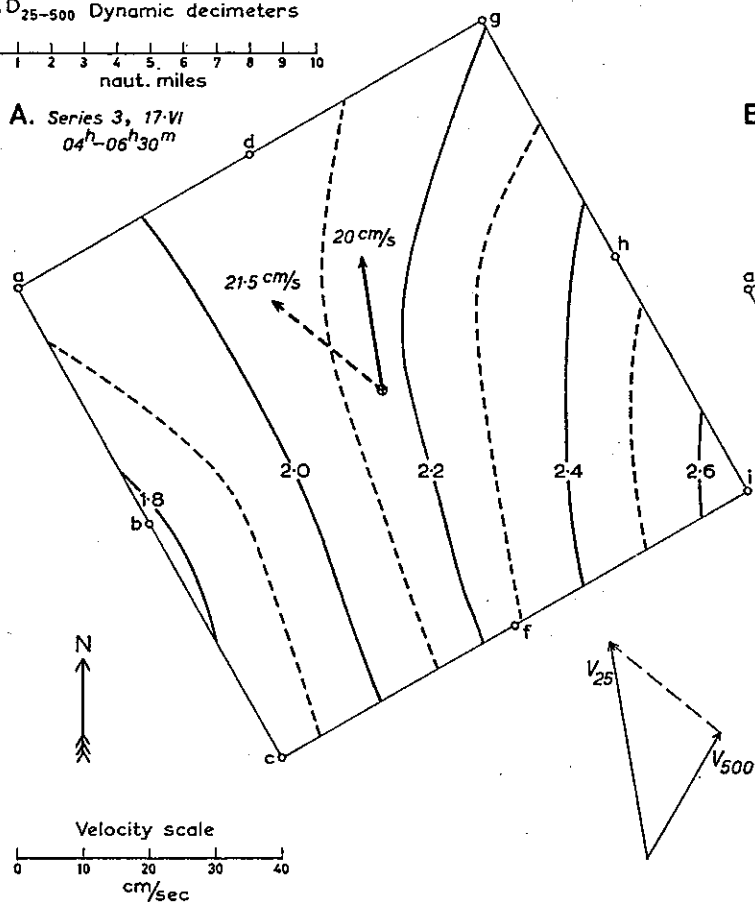 D25-500 Dynamic decimeters
1 2 3 4 5 6 7 8 9 10
naut. miles
A. Series 3, 17·VI
04h–06h30m
g
d
h
a
a
20 cm/s
21·5 cm/s
2·0
2·2
2·4
2·6
1·8
b
i
f
c
N
V25
V500
Velocity scale
0 10 20 30 40
cm/sec